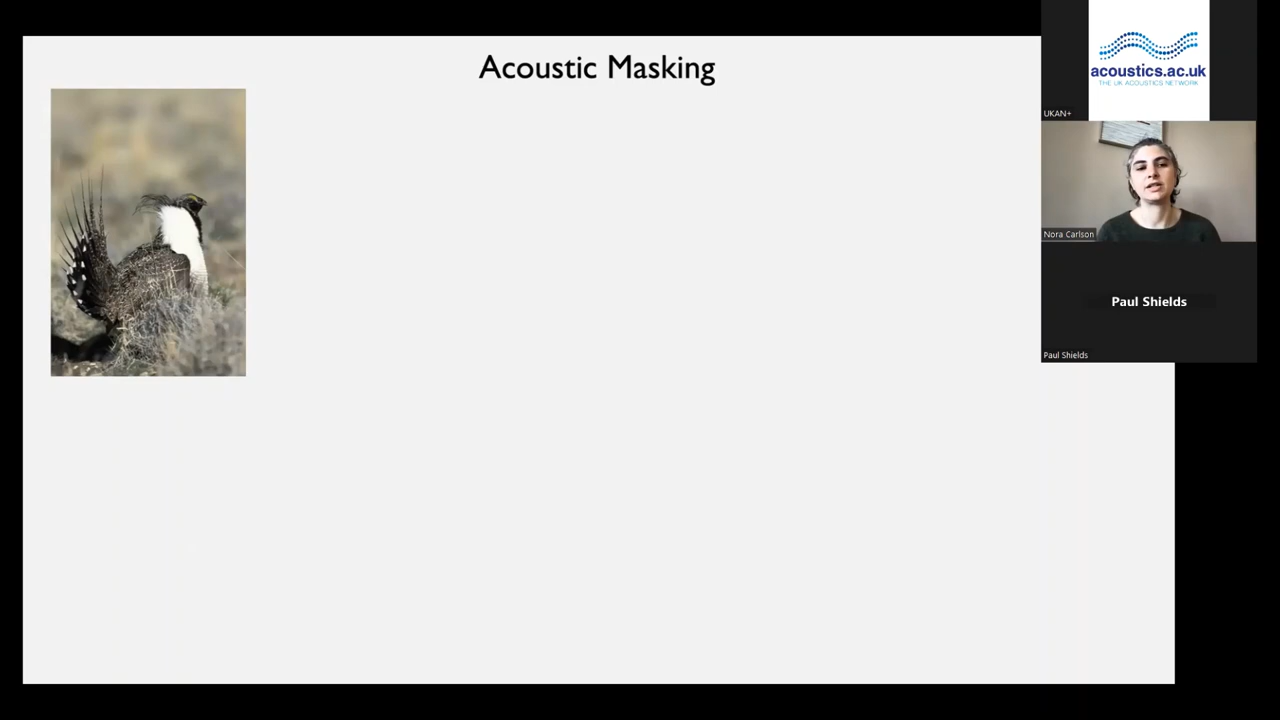 Acoustic Masking
acoustics.ac.uk
THE UK ACOUSTICS NETWORK
UKAN+
Nora Carlson
Paul Shields
Paul Shields